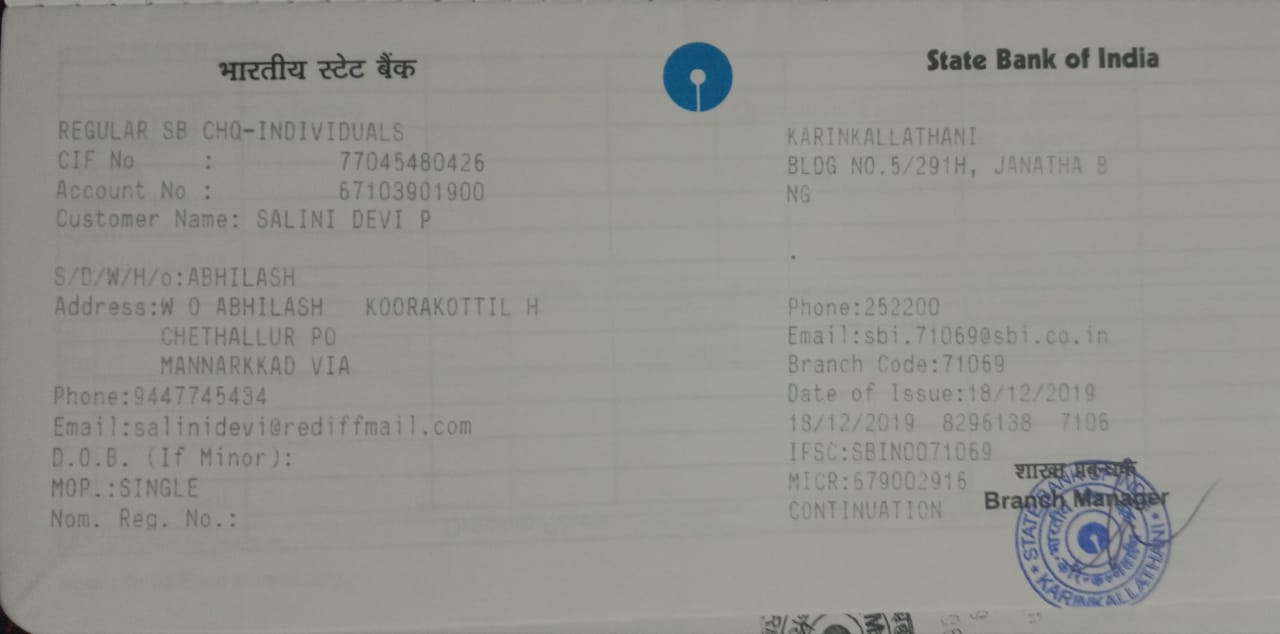 भारतीय स्टेट बैंक
State Bank of India
REGULAR SB CHQ-INDIVIDUALS
CIF No : 77045480426
Account No : 67103901900
Customer Name: SALINI DEVI P
S/D/W/H/o:ABHILASH
Address:W O ABHILASH KOORAKOTTIL H
CHETHALLUR PO
MANNARKKAD VIA
Phone:9447745434
Email:salinidevi@rediffmail.com
D.O.B. (If Minor):
MOP.:SINGLE
Nom. Reg. No.:
KARINKALLATHANI
BLDG NO.5/291H, JANATHA B
NG
.
Phone:252200
Email:sbi.71069@sbi.co.in
Branch Code:71069
Date of Issue:18/12/2019
18/12/2019 8296138 7106
IFSC:SBIN0071069
MICR:679002916
CONTINUATION
शाखा प्रबन्धक
Branch Manager
STATE BANK OF INDIA
KARINKALLATHANI